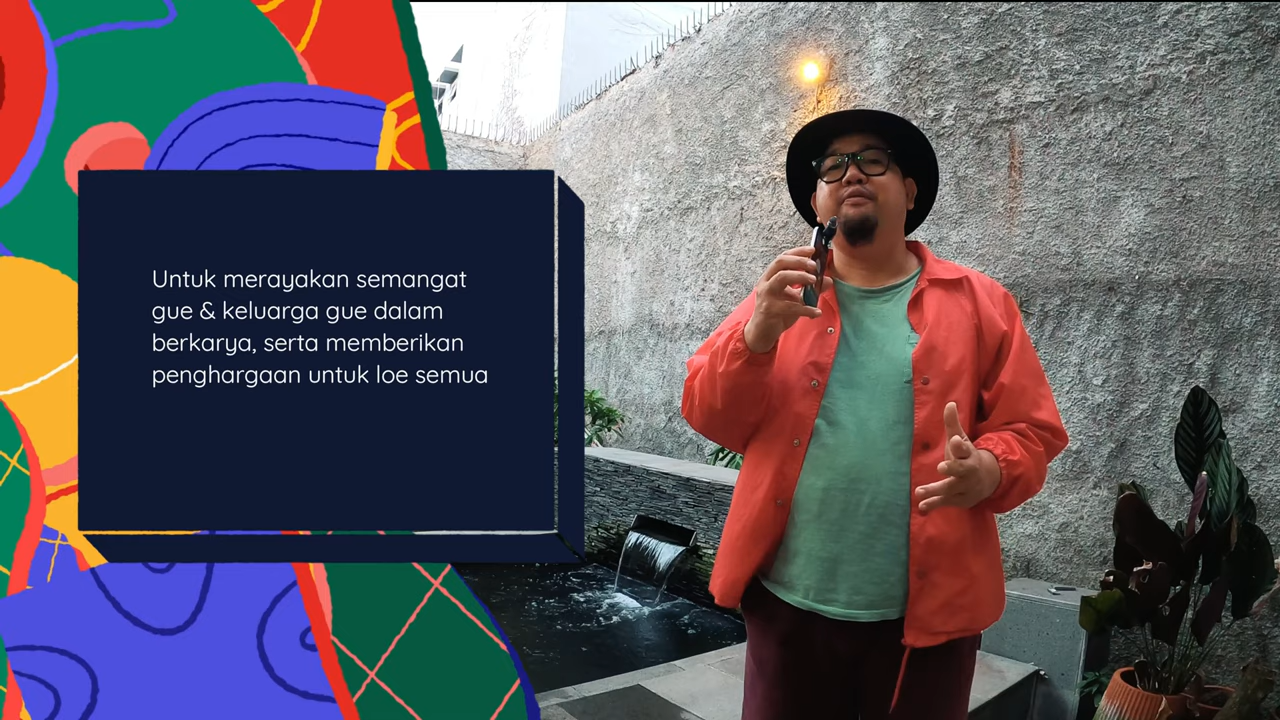 Untuk merayakan semangat
gue & keluarga gue dalam
berkarya, serta memberikan
penghargaan untuk loe semua